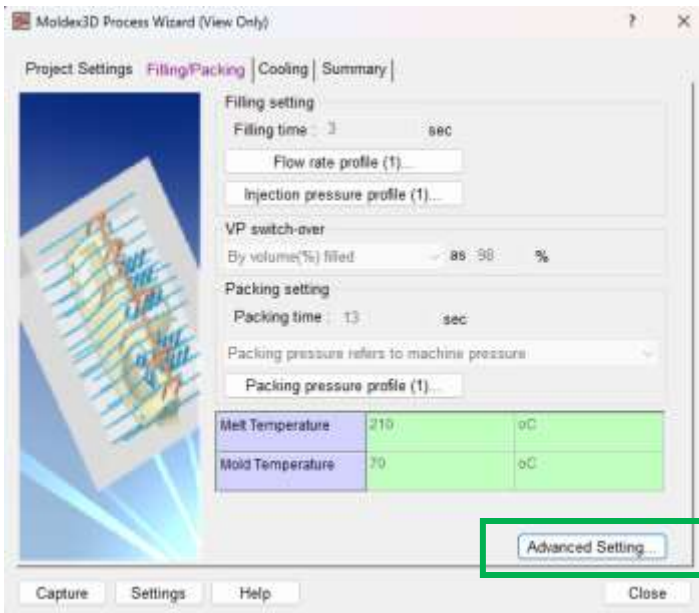 Moldex3D Process Wizard (View Only) ? ×
Project Settings Filling/Packing Cooling Summary
Filling setting
Filling time : 3 sec
Flow rate profile (1)...
Injection pressure profile (1)...
VP switch-over
By volume(%) filled as 98 %
Packing setting
Packing time : 13 sec
Packing pressure refers to machine pressure
Packing pressure profile (1)...
Melt Temperature 210 oC
Mold Temperature 70 oC
Advanced Setting...
Capture Settings Help Close